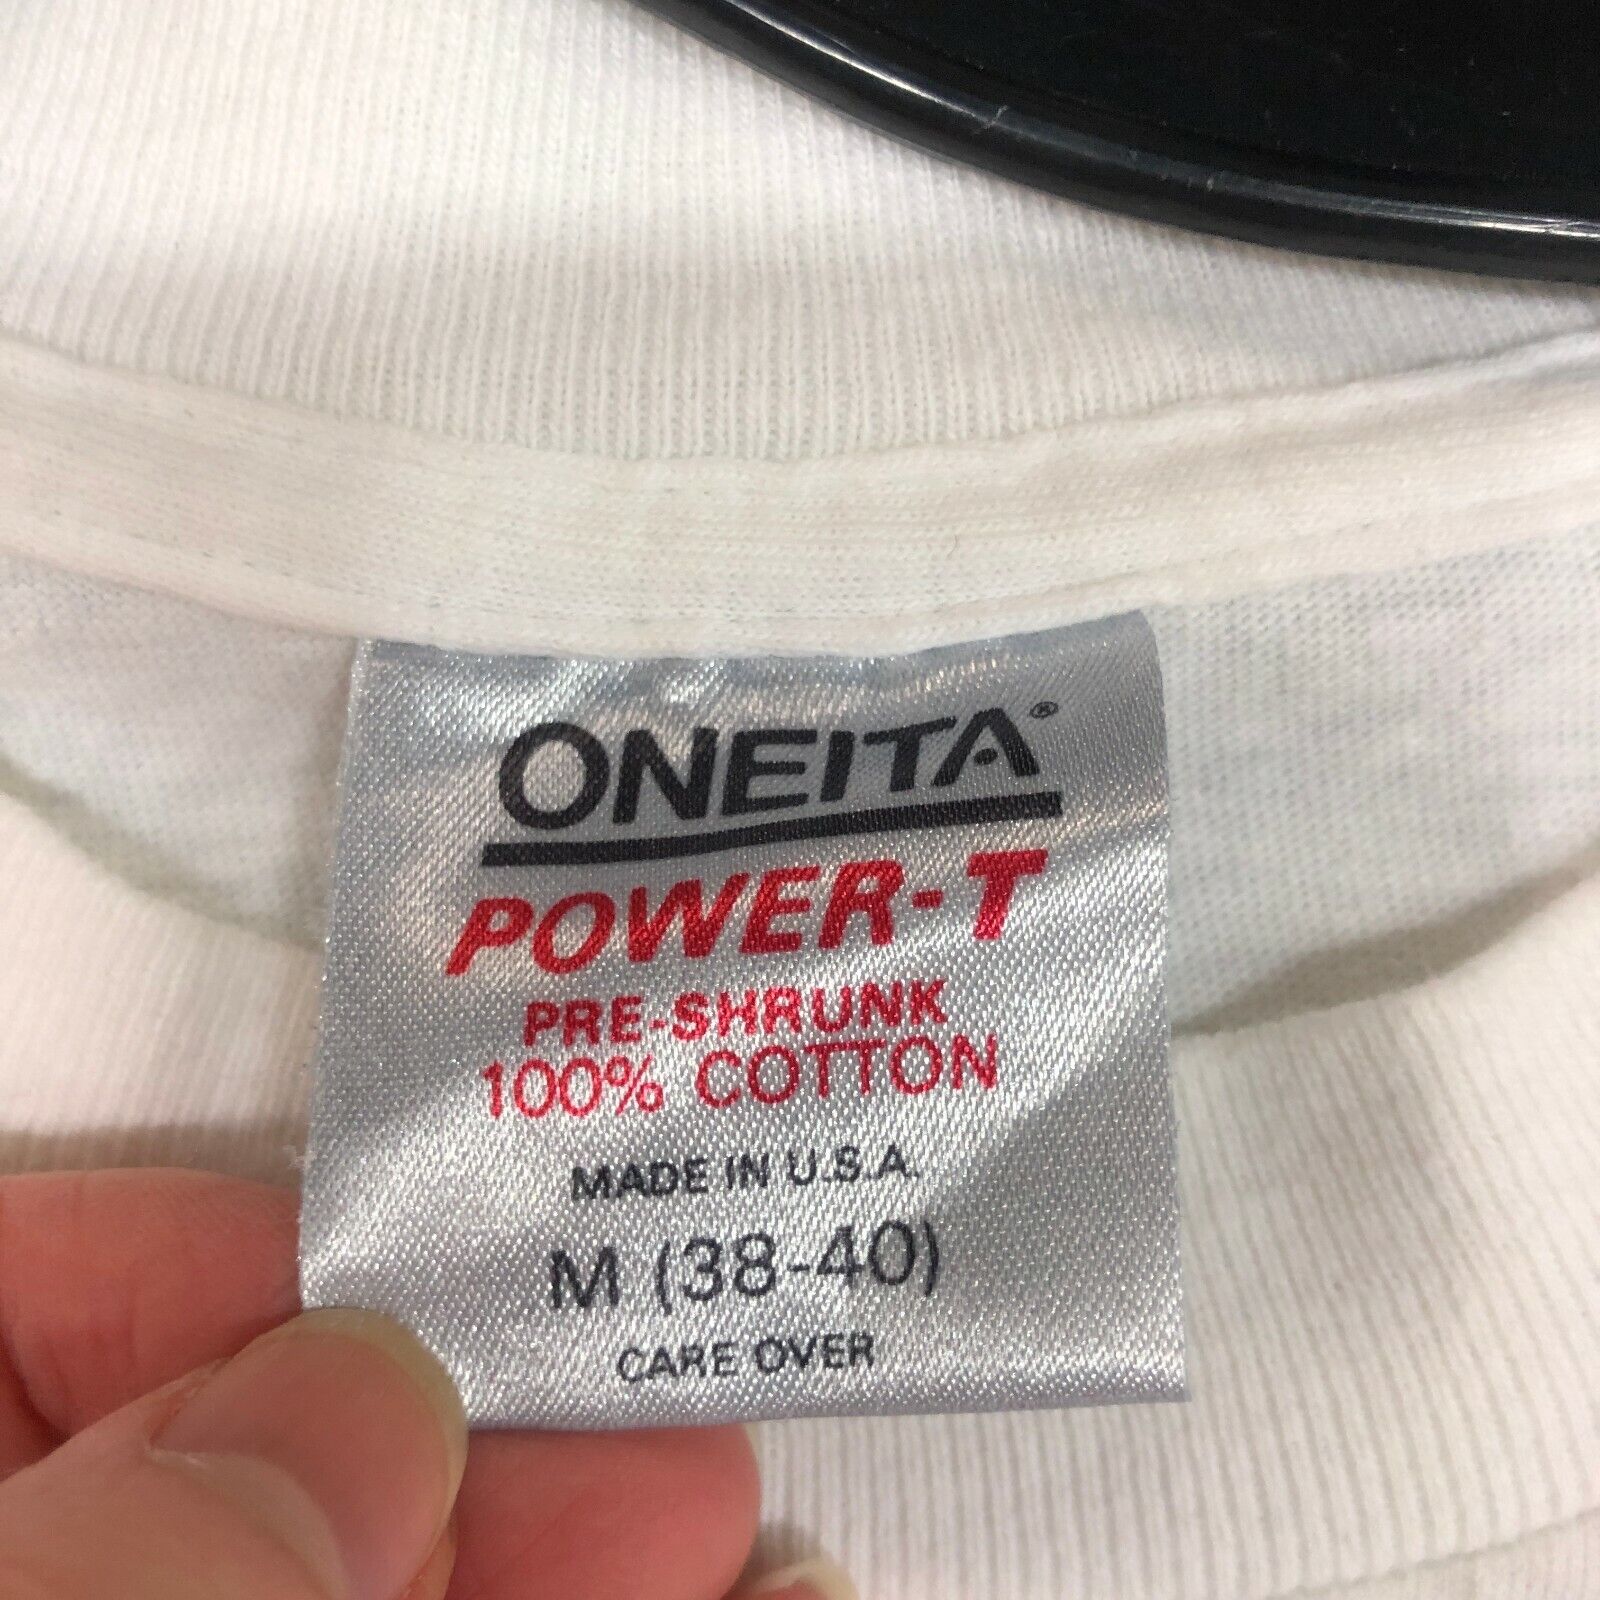 ONEITA®
POWER-T
PRE-SHRUNK
100% COTTON
MADE IN U.S.A.
M (38-40)
CARE OVER